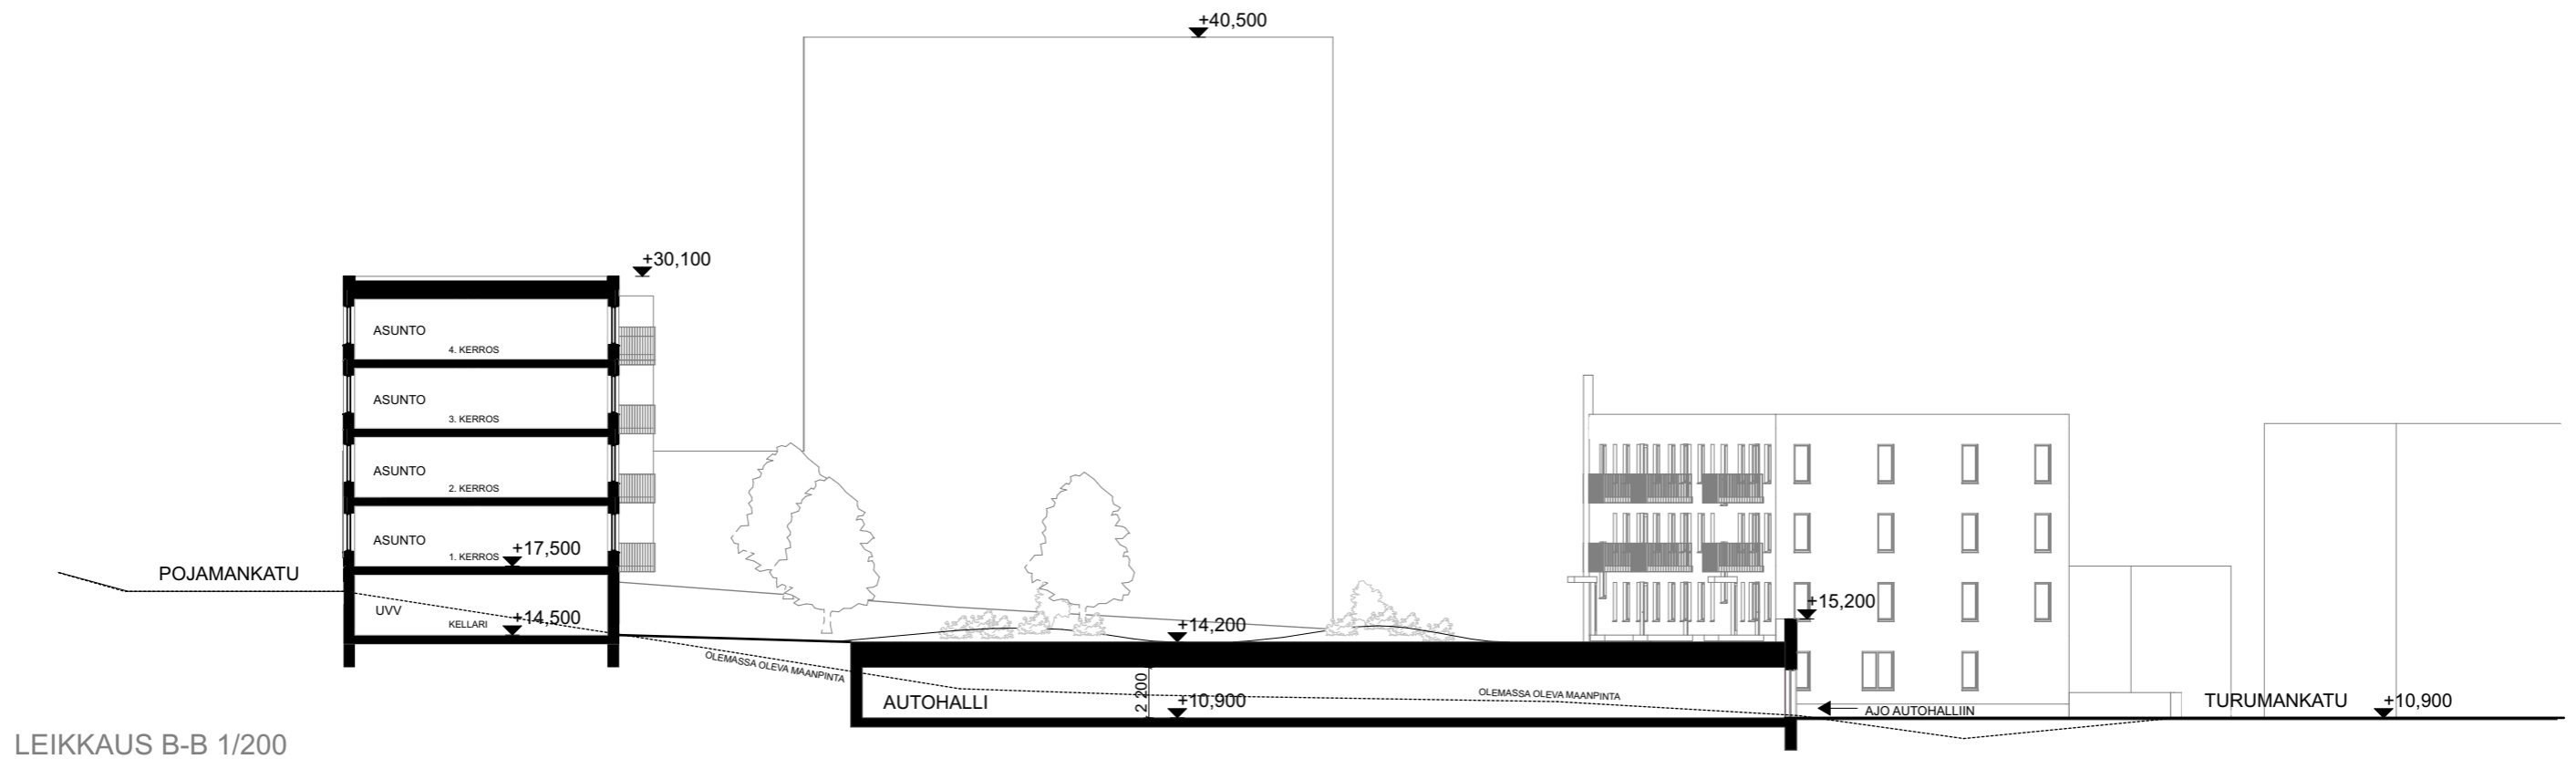 +40,500
+30,100
ASUNTO
4. KERROS
ASUNTO
3. KERROS
ASUNTO
2. KERROS
ASUNTO
1. KERROS
+17,500
POJAMANKATU
UVV
KELLARI
+14,500
+14,200
+15,200
OLEMASSA OLEVA MAANPINTA
OLEMASSA OLEVA MAANPINTA
2 200
AUTOHALLI
+10,900
AJO AUTOHALLIIN
TURUMANKATU
+10,900
LEIKKAUS B-B 1/200